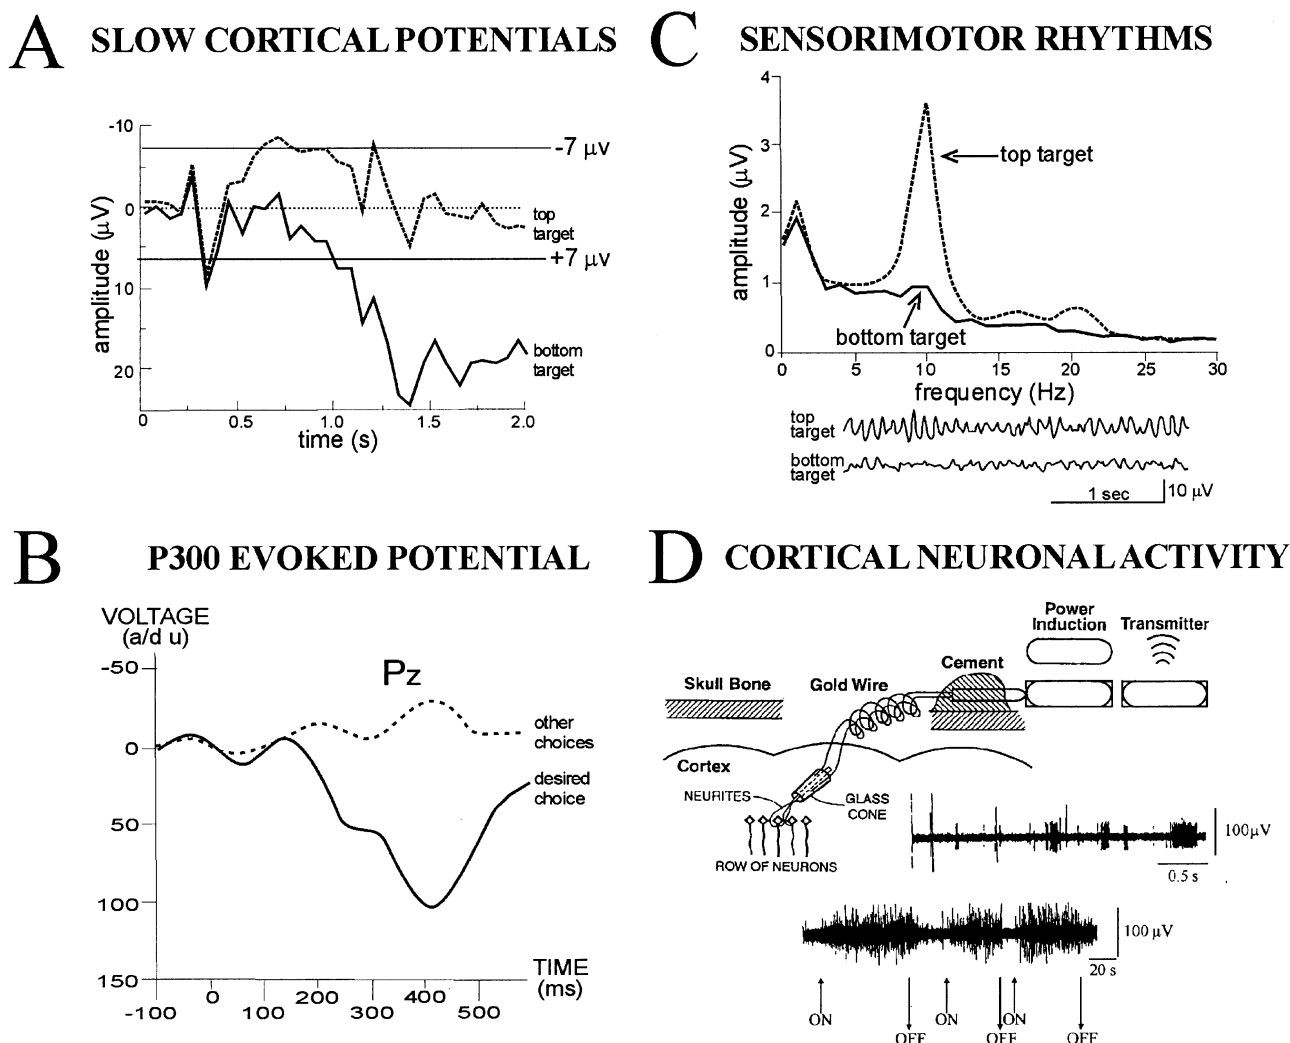 A SLOW CORTICAL POTENTIALS
-10
0
10
20
amplitude (µV)
-7 µv
+7 µv
top
target
bottom
target
0
0.5
1.0
1.5
2.0
time (s)
B P300 EVOKED POTENTIAL
VOLTAGE
(a/d u)
Pz
-50
0
50
100
150
other
choices
desired
choice
TIME
(ms)
0 200 400
-100 100 300 500
C SENSORIMOTOR RHYTHMS
4
3
2
1
0
amplitude (µV)
top target
bottom target
0 5 10 15 20 25 30
frequency (Hz)
top
target
bottom
target
1 sec
10 µV
D CORTICAL NEURONAL ACTIVITY
Power
Induction
Transmitter
Cement
Skull Bone
Gold Wire
Cortex
NEURITES
GLASS
CONE
ROW OF NEURONS
100µV
0.5 s
100 µV
20 s
ON
OFF
ON
OFF
ON
OFF